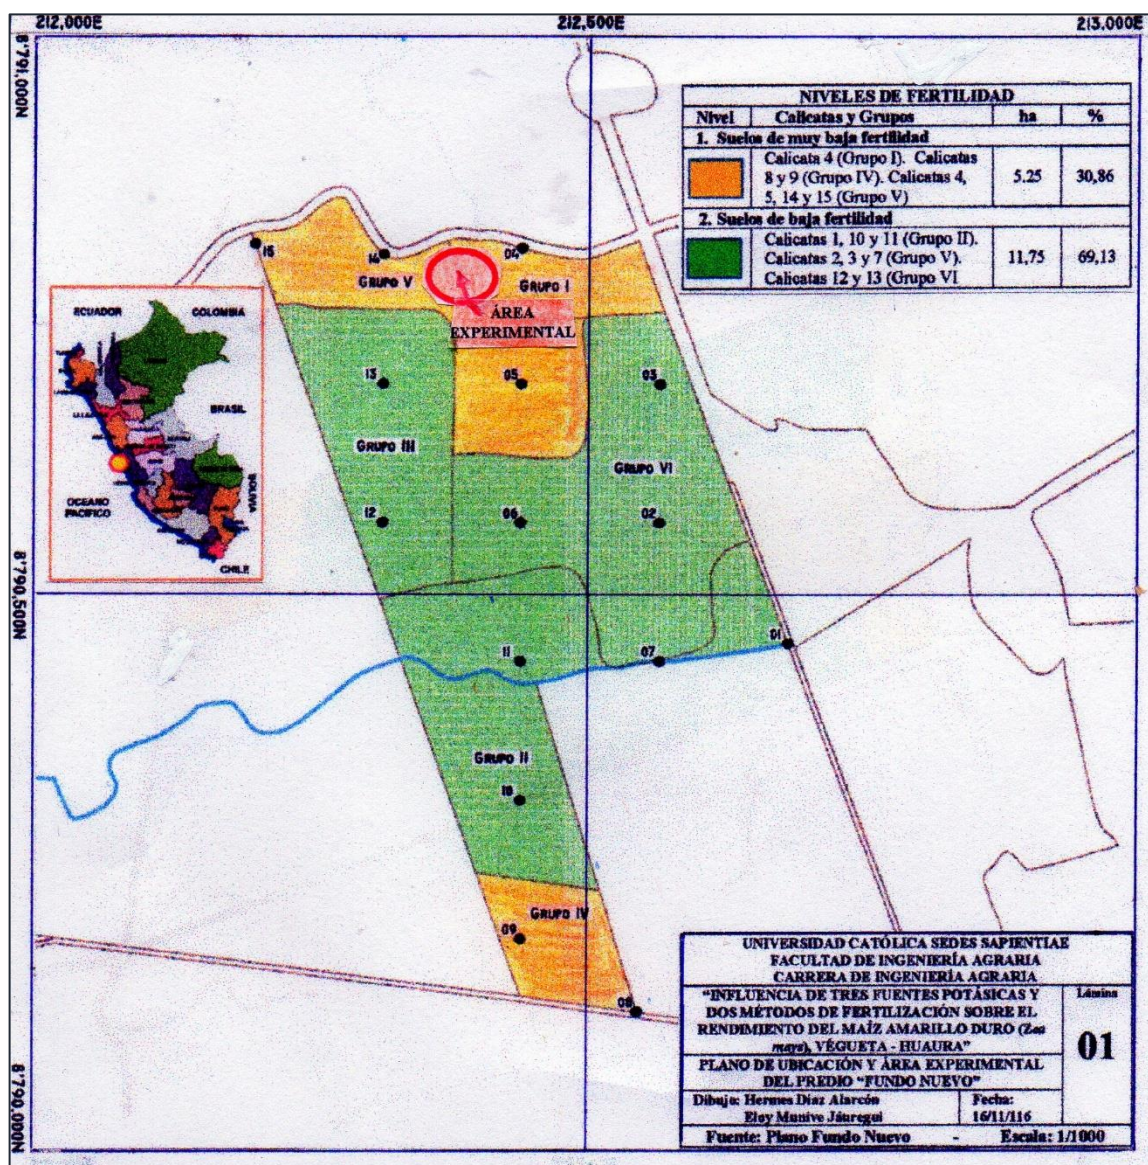 212,000E
212,500E
213.000E
8'791.000N
8'790,500N
8'790.000N
NIVELES DE FERTILIDAD
Nivel Calicatas y Grupos ha %
1. Suelos de muy baja fertilidad
Calicata 4 (Grupo I). Calicatas
8 y 9 (Grupo IV). Calicatas 4,
5, 14 y 15 (Grupo V)
5.25 30,86
2. Suelos de baja fertilidad
Calicatas 1, 10 y 11 (Grupo II).
Calicatas 2, 3 y 7 (Grupo V).
Calicatas 12 y 13 (Grupo VI
11,75 69,13
15
14
04
GRUPO V
GRUPO I
ÁREA
EXPERIMENTAL
13
05
03
GRUPO III
GRUPO VI
12
06
02
01
11
07
GRUPO II
10
GRUPO IV
09
08
ECUADOR
COLOMBIA
BRASIL
BOLIVIA
OCEANO
PACIFICO
CHILE
UNIVERSIDAD CATÓLICA SEDES SAPIENTIAE
FACULTAD DE INGENIERÍA AGRARIA
CARRERA DE INGENIERÍA AGRARIA
"INFLUENCIA DE TRES FUENTES POTÁSICAS Y
DOS MÉTODOS DE FERTILIZACIÓN SOBRE EL
RENDIMIENTO DEL MAÍZ AMARILLO DURO (Zea
mays), VÉGUETA - HUAURA"
Lámina
01
PLANO DE UBICACIÓN Y ÁREA EXPERIMENTAL
DEL PREDIO "FUNDO NUEVO"
Dibujo: Hermes Díaz Alarcón
Eloy Munive Jáuregui
Fecha:
16/11/116
Fuente: Plano Fundo Nuevo - Escala: 1/1000